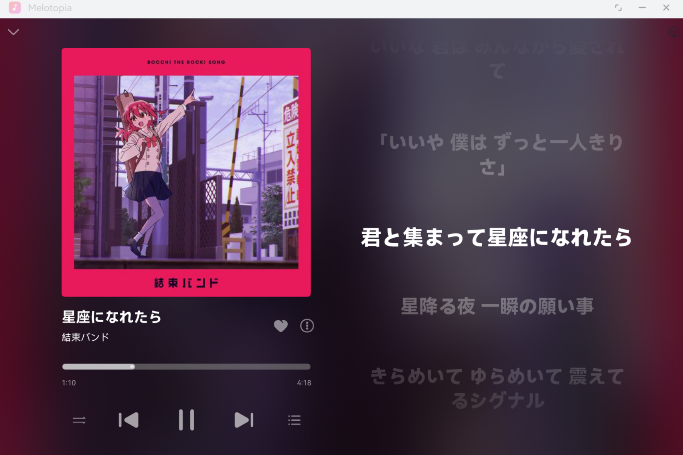 Melotopia
BOCCHI THE ROCK! SONG
危険
立入禁止
結束バンド
星座になれたら
結束バンド
1:10
4:18
いいな 君は みんなから愛されて
「いいや 僕は ずっと一人きり
さ」
君と集まって星座になれたら
星降る夜 一瞬の願い事
きらめいて ゆらめいて 震えて
るシグナル